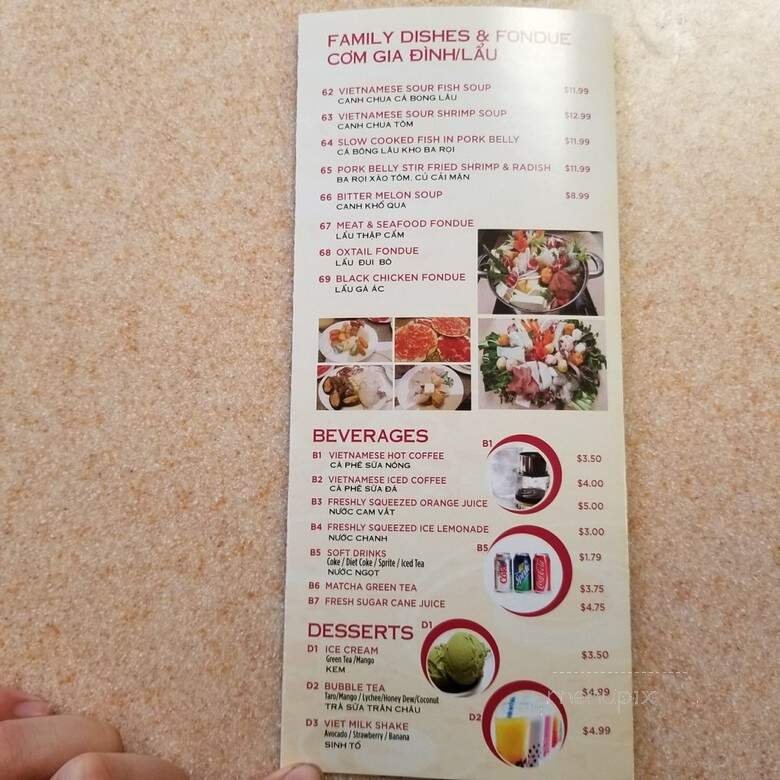 FAMILY DISHES & FONDUE
CƠM GIA ĐÌNH/LẨU
62 VIETNAMESE SOUR FISH SOUP $11.99
CANH CHUA CÁ BONG LÂU
63 VIETNAMESE SOUR SHRIMP SOUP $12.99
CANH CHUA TÔM
64 SLOW COOKED FISH IN PORK BELLY $11.99
CÁ BÔNG LÂU KHO BA RỌI
65 PORK BELLY STIR FRIED SHRIMP & RADISH $11.99
BA RỌI XÀO TÔM, CỦ CẢI MẶN
66 BITTER MELON SOUP $8.99
CANH KHỔ QUA
67 MEAT & SEAFOOD FONDUE
LẨU THẬP CẨM
68 OXTAIL FONDUE
LẨU ĐUI BÒ
69 BLACK CHICKEN FONDUE
LẨU GÀ ÁC
BEVERAGES
B1
B1 VIETNAMESE HOT COFFEE $3.50
CÀ PHÊ SỮA NÓNG
B2 VIETNAMESE ICED COFFEE $4.00
CÀ PHÊ SỮA ĐÁ
B3 FRESHLY SQUEEZED ORANGE JUICE $5.00
NƯỚC CAM VẮT
B4 FRESHLY SQUEEZED ICE LEMONADE $3.00
NƯỚC CHANH
B5
B5 SOFT DRINKS $1.79
Coke / Diet Coke / Sprite / Iced Tea
NƯỚC NGỌT
B6 MATCHA GREEN TEA $3.75
B7 FRESH SUGAR CANE JUICE $4.75
DESSERTS D1
D1 ICE CREAM $3.50
Green Tea /Mango
KEM
D2 BUBBLE TEA $4.99
Taro/Mango / Lychee/Honey Dew/Coconut
TRÀ SỮA TRÂN CHÂU
D2
D3 VIET MILK SHAKE $4.99
Avocado / Strawberry / Banana
SINH TỐ
menupix